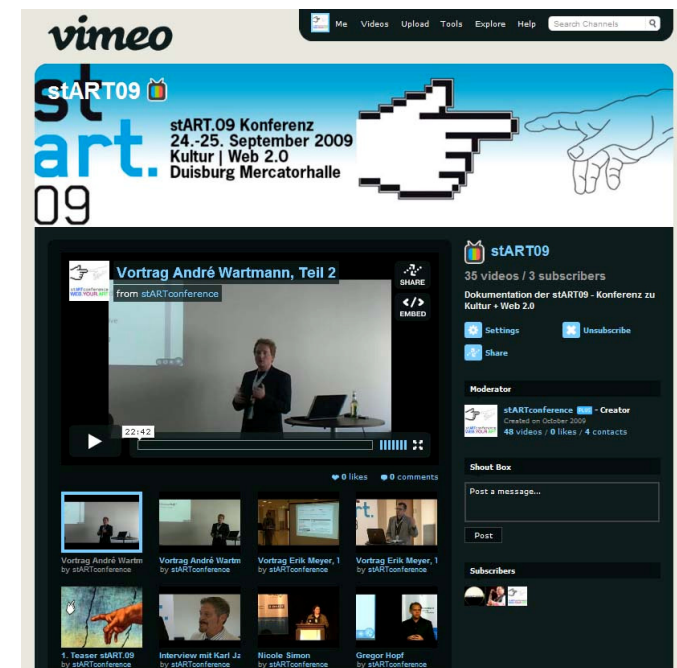 vimeo
Me Videos Upload Tools Explore Help Search Channels
stART09
st
art.
09
stART.09 Konferenz
24.-25. September 2009
Kultur | Web 2.0
Duisburg Mercatorhalle
Vortrag André Wartmann, Teil 2
from stARTconference
SHARE
EMBED
22:42
0 likes 0 comments
Vortrag André Wartm
by stARTconference
Vortrag André Wartm
by stARTconference
Vortrag Erik Meyer, 1
by stARTconference
Vortrag Erik Meyer, 1
by stARTconference
1. Teaser stART.09
by stARTconference
Interview mit Karl Ja
by stARTconference
Nicole Simon
by stARTconference
Gregor Hopf
by stARTconference
stART09
35 videos / 3 subscribers
Dokumentation der stART09 - Konferenz zu
Kultur + Web 2.0
Settings Unsubscribe
Share
Moderator
stARTconference PLUS - Creator
Created on October 2009
48 videos / 0 likes / 4 contacts
Shout Box
Post a message...
Post
Subscribers